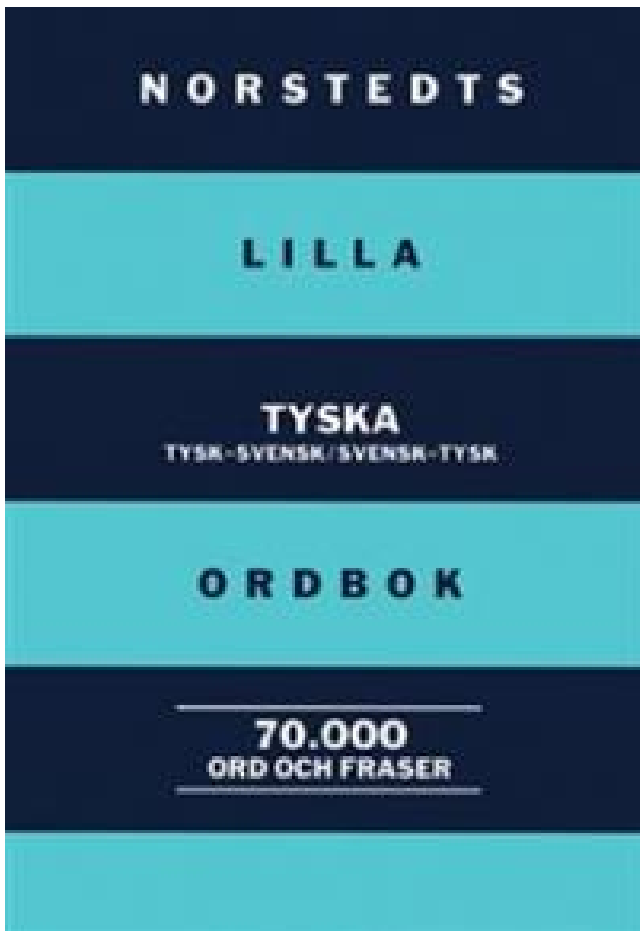 NORSTEDTS
LILLA
TYSKA
TYSK-SVENSK/SVENSK-TYSK
ORDBOK
70.000
ORD OCH FRASER